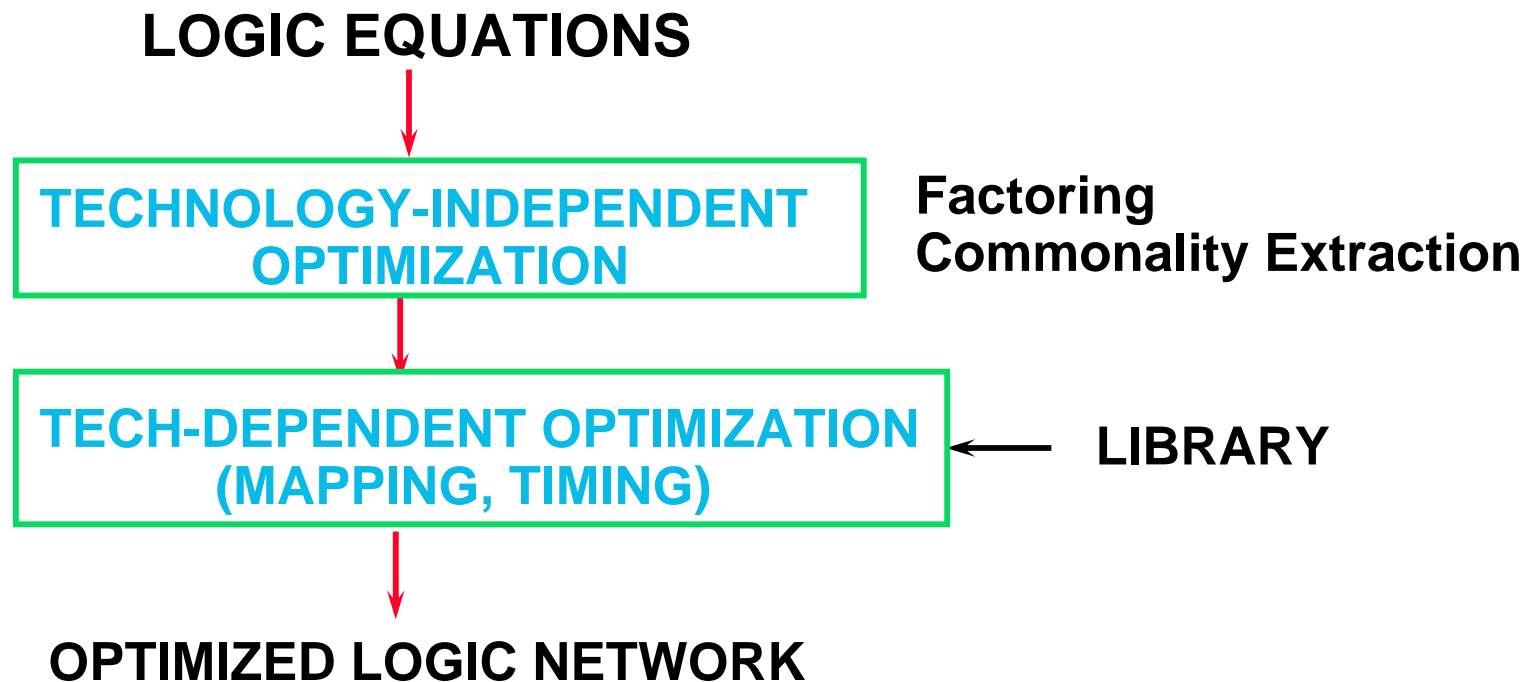 LOGIC EQUATIONS
TECHNOLOGY-INDEPENDENT
OPTIMIZATION
Factoring
Commonality Extraction
TECH-DEPENDENT OPTIMIZATION
(MAPPING, TIMING)
LIBRARY
OPTIMIZED LOGIC NETWORK